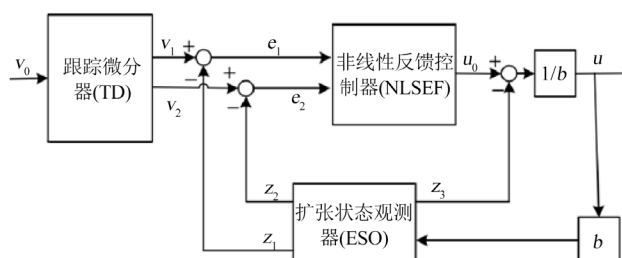 v₀
跟踪微分
器(TD)
v₁
+
−
e₁
v₂
+
−
e₂
非线性反馈控
制器(NLSEF)
u₀
+
−
1/b
u
z₂
z₁
扩张状态观测
器(ESO)
z₃
b